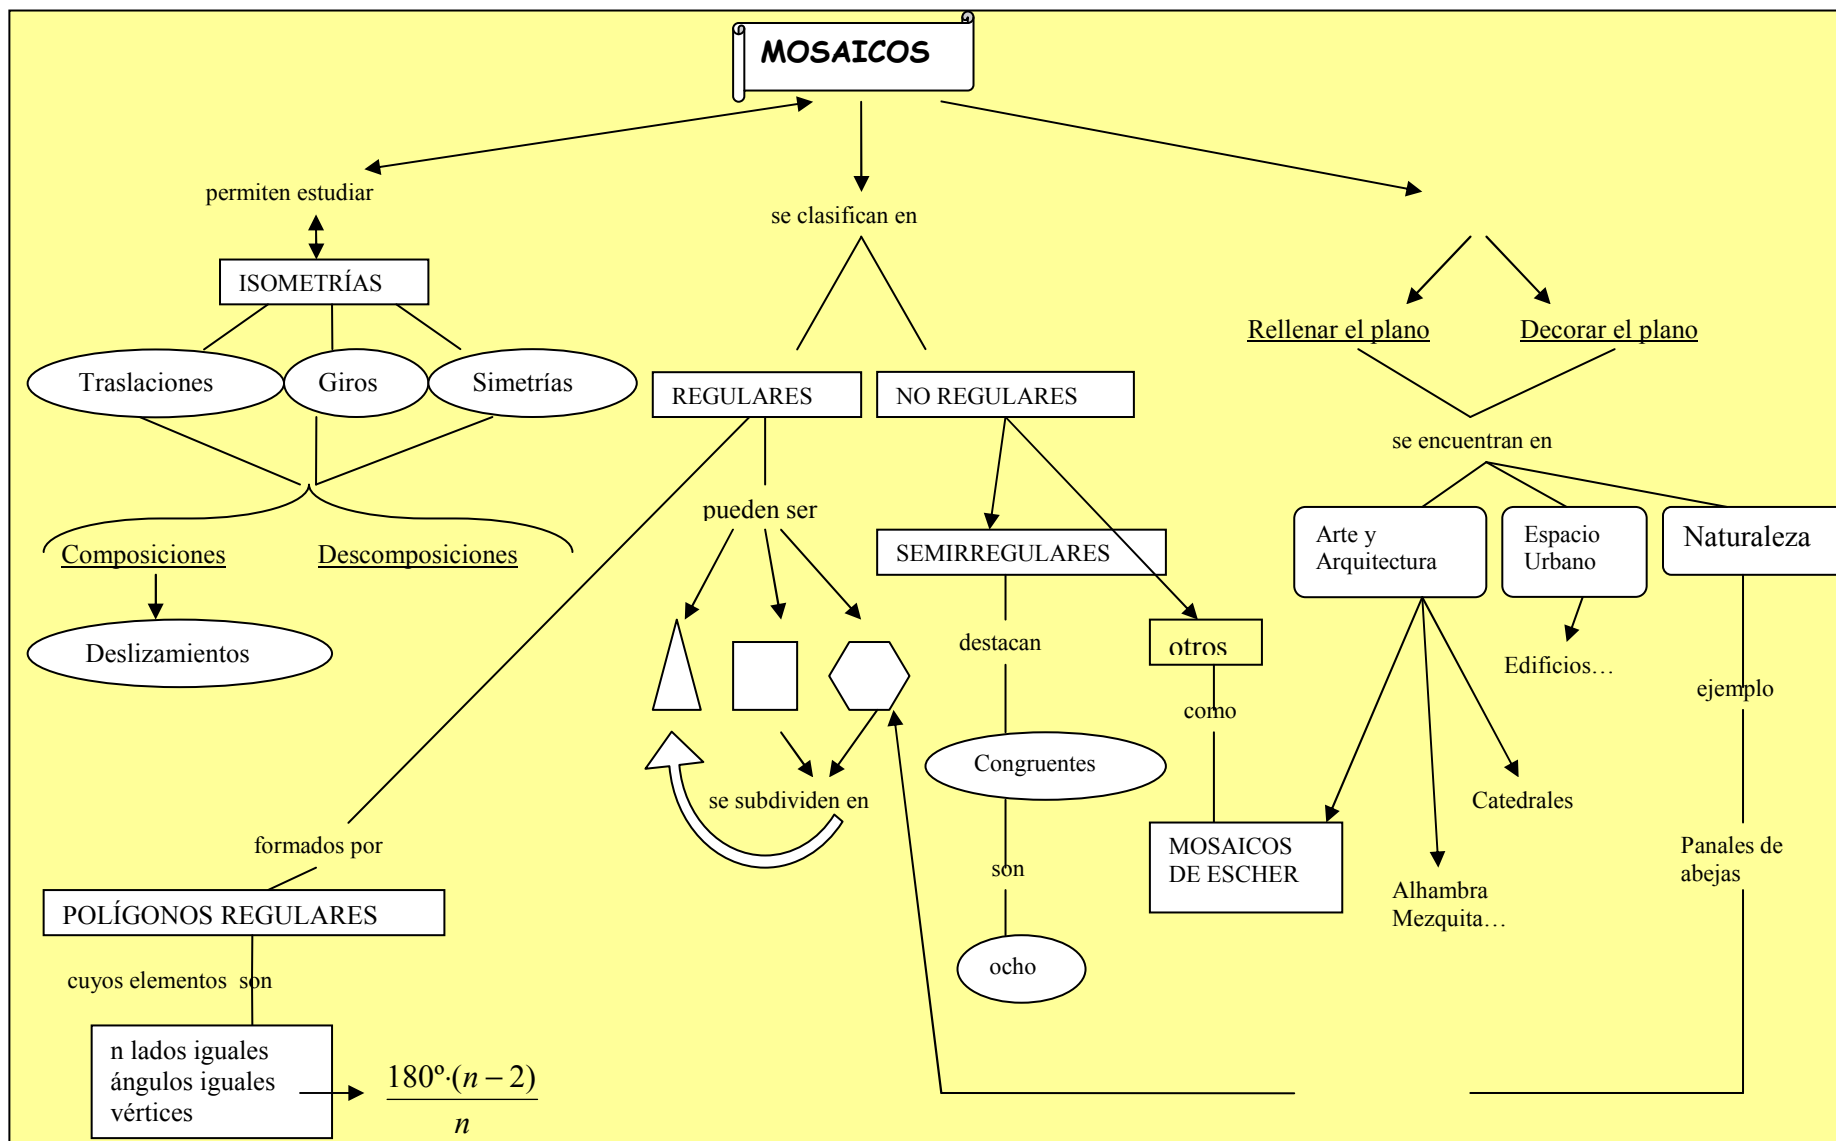 MOSAICOS
permiten estudiar
se clasifican en
ISOMETRÍAS
Rellenar el plano
Decorar el plano
Traslaciones
Giros
Simetrías
REGULARES
NO REGULARES
se encuentran en
pueden ser
Composiciones
Descomposiciones
SEMIRREGULARES
Arte y
Arquitectura
Espacio
Urbano
Naturaleza
Deslizamientos
destacan
otros
Edificios…
ejemplo
como
Congruentes
se subdividen en
Catedrales
formados por
MOSAICOS
DE ESCHER
Panales de
abejas
son
Alhambra
Mezquita…
POLÍGONOS REGULARES
cuyos elementos son
ocho
n lados iguales
ángulos iguales
vértices
180º·(n − 2)
n